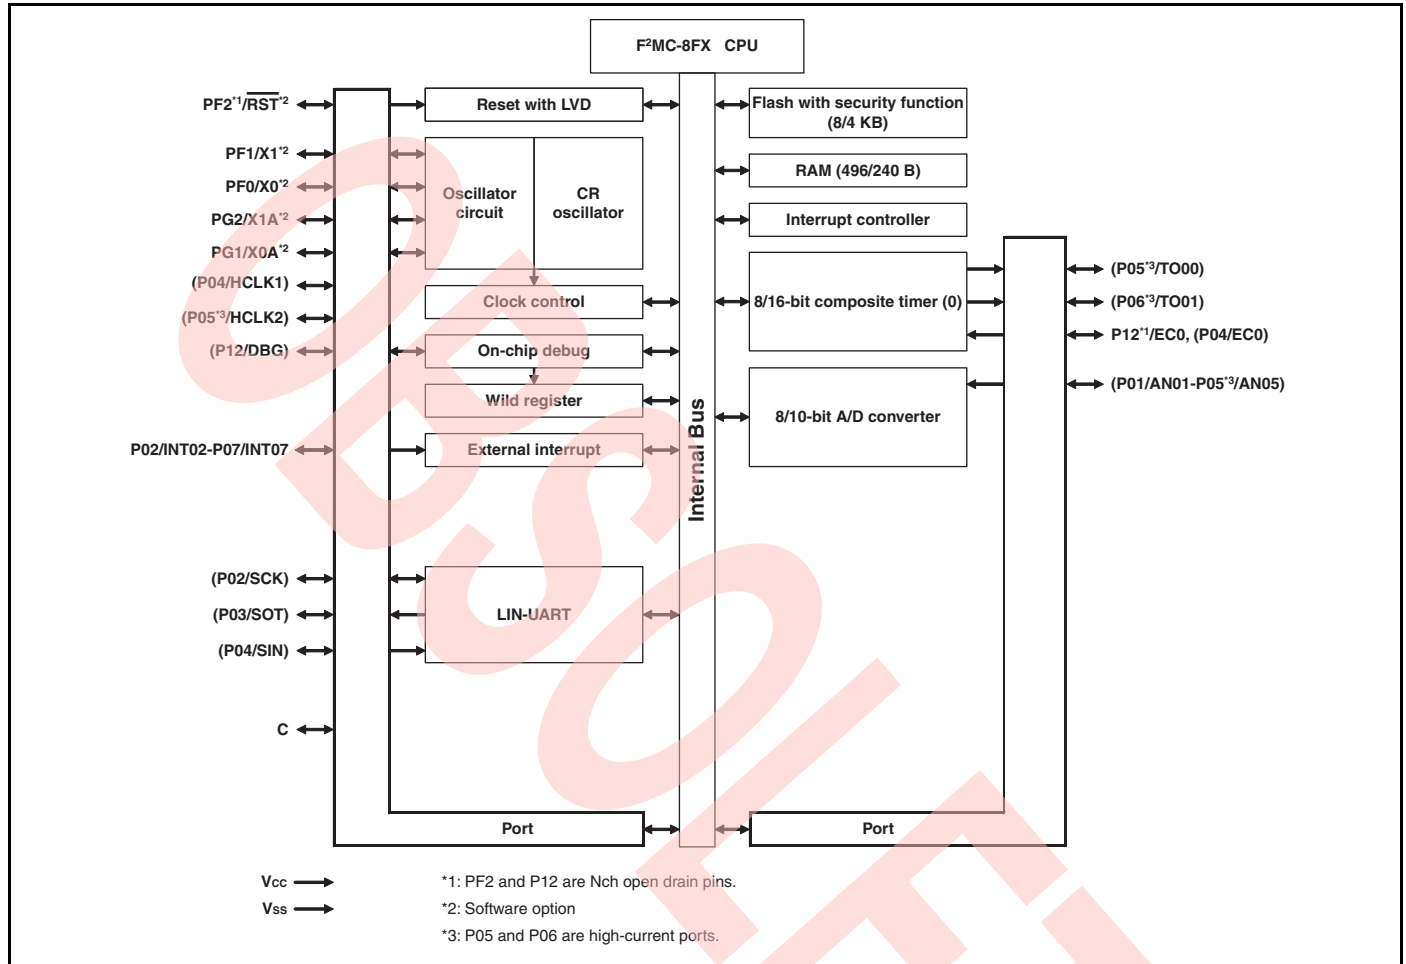 F²MC-8FX CPU
PF2*1/RST*2
Reset with LVD
Flash with security function
(8/4 KB)
PF1/X1*2
PF0/X0*2
PG2/X1A*2
PG1/X0A*2
(P04/HCLK1)
(P05*3/HCLK2)
(P12/DBG)
P02/INT02-P07/INT07
(P02/SCK)
(P03/SOT)
(P04/SIN)
C
Oscillator
circuit
CR
oscillator
Clock control
On-chip debug
Wild register
External interrupt
LIN-UART
Port
Internal Bus
RAM (496/240 B)
Interrupt controller
8/16-bit composite timer (0)
8/10-bit A/D converter
Port
(P05*3/TO00)
(P06*3/TO01)
P12*1/EC0, (P04/EC0)
(P01/AN01-P05*3/AN05)
Vcc
Vss
*1: PF2 and P12 are Nch open drain pins.
*2: Software option
*3: P05 and P06 are high-current ports.
OBSOLETE